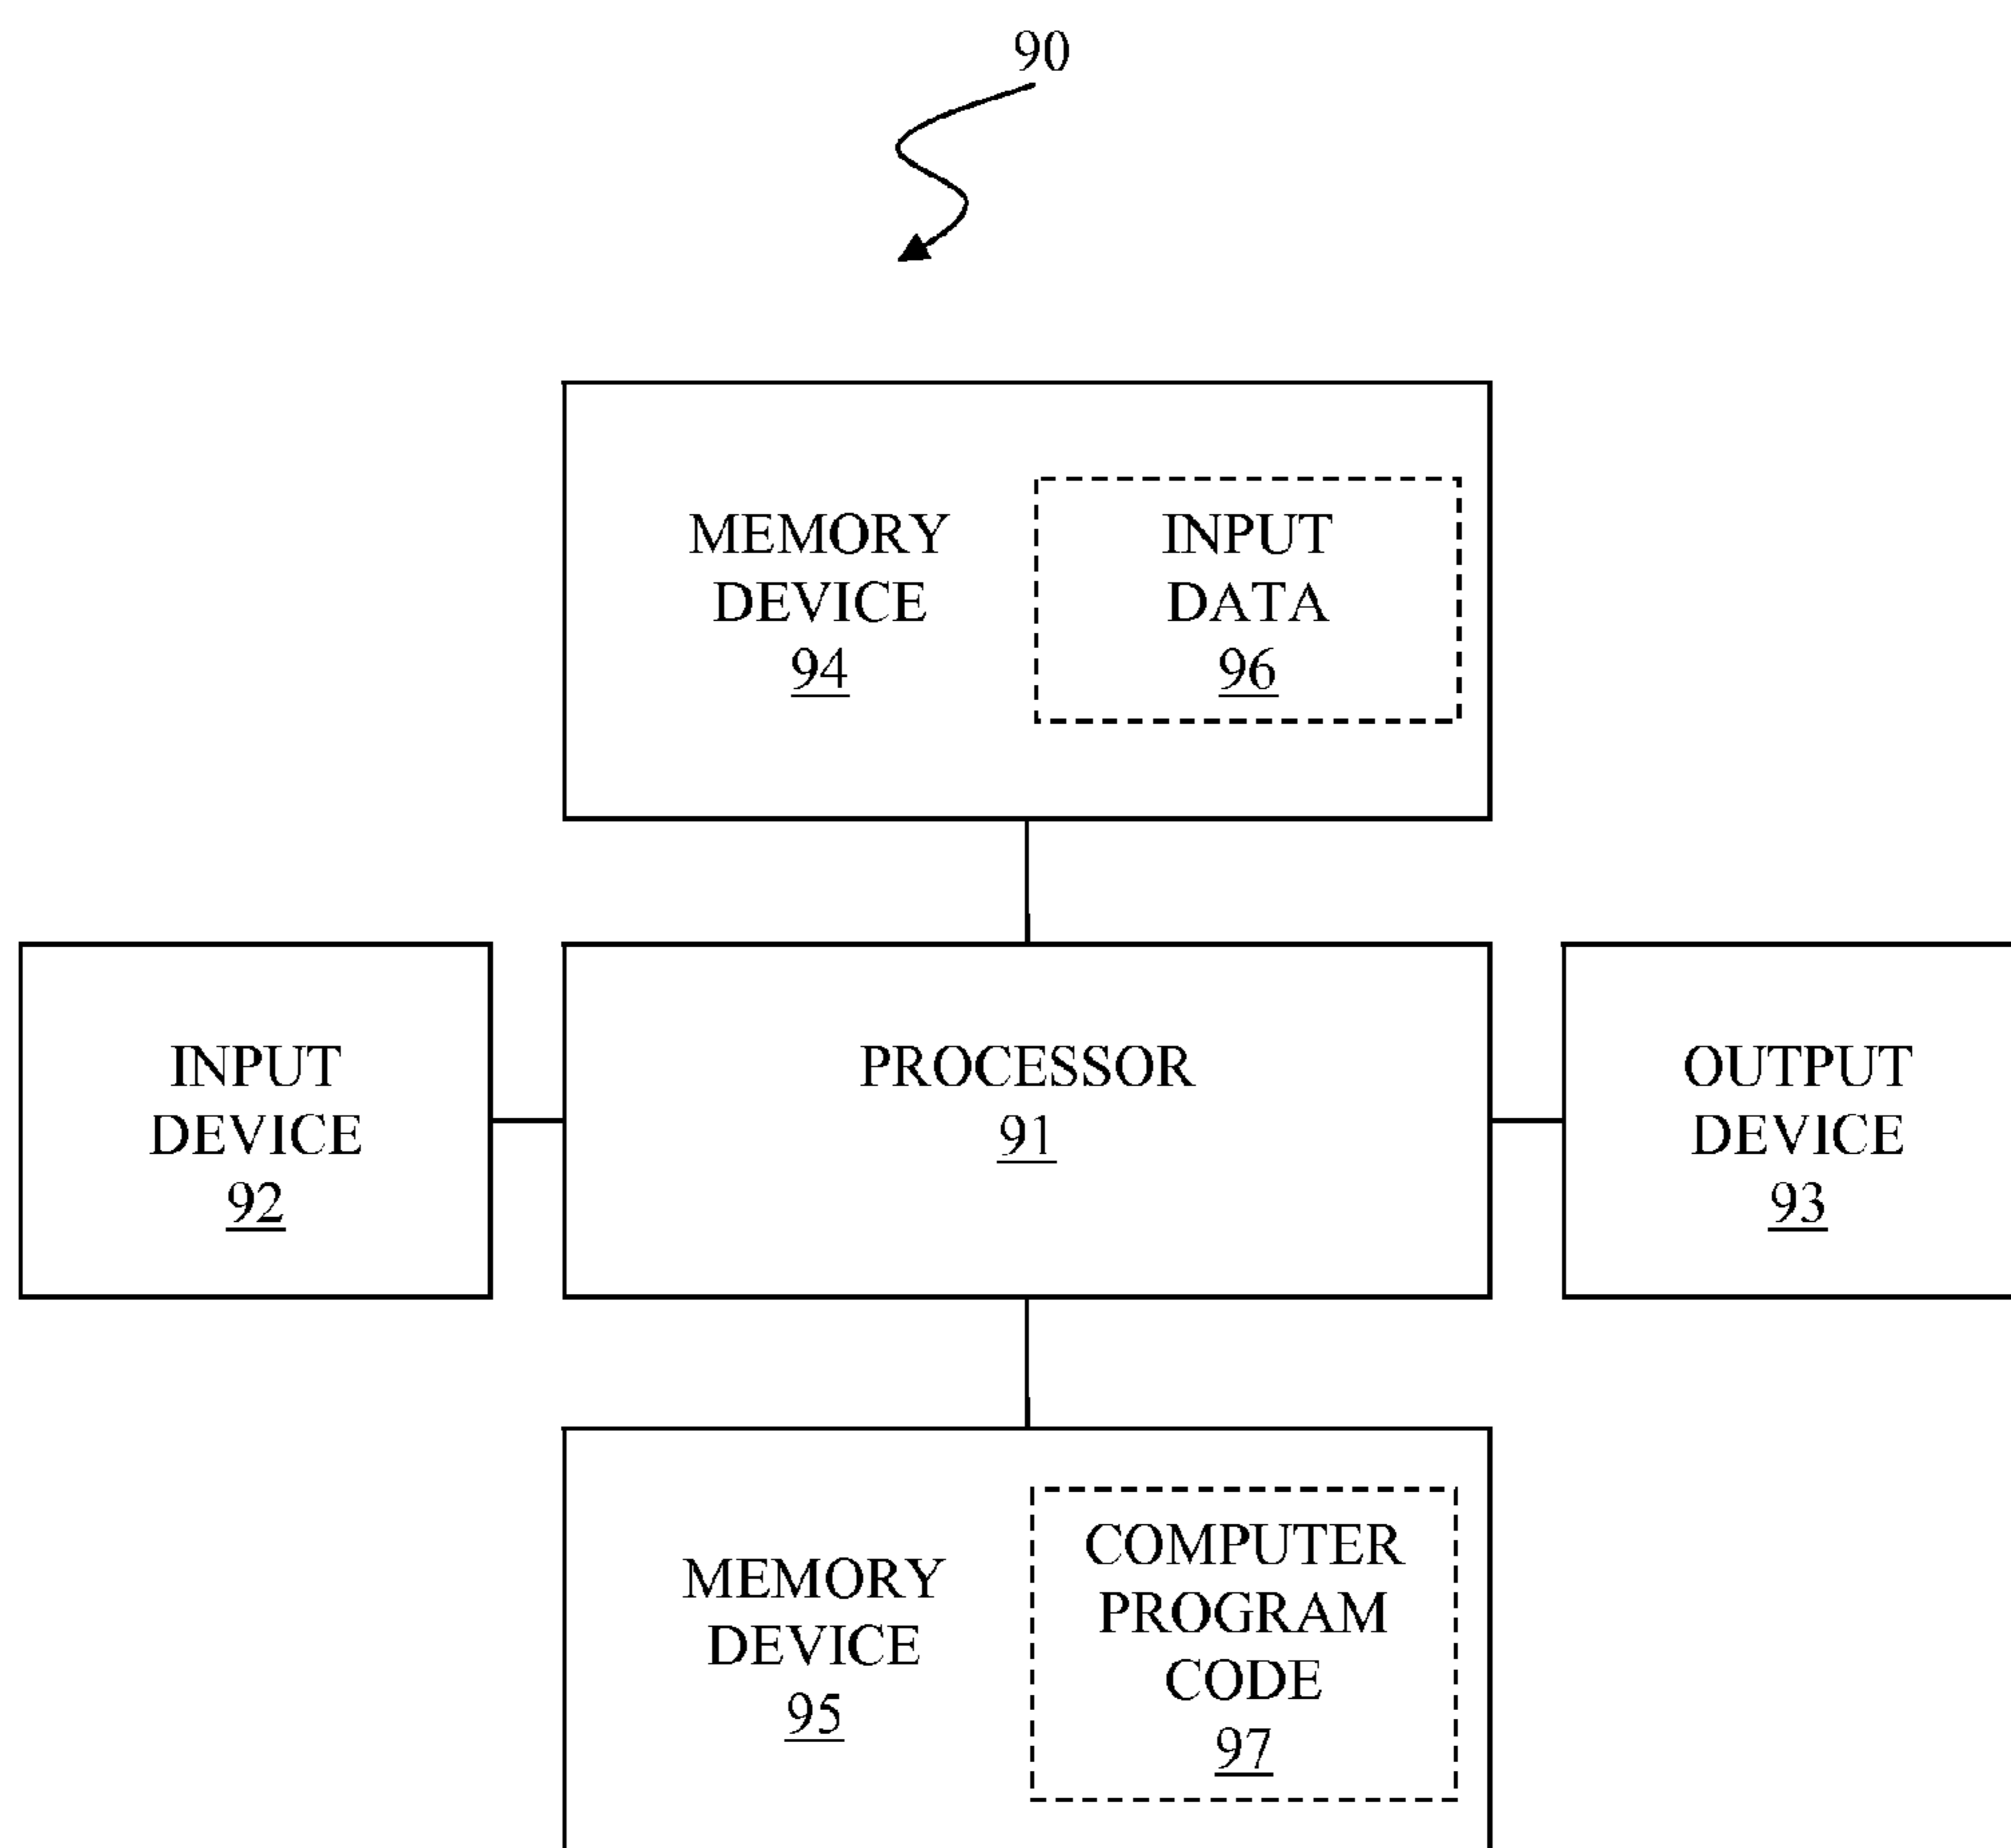 90
MEMORY
DEVICE
94
INPUT
DATA
96
INPUT
DEVICE
92
PROCESSOR
91
OUTPUT
DEVICE
93
MEMORY
DEVICE
95
COMPUTER
PROGRAM
CODE
97